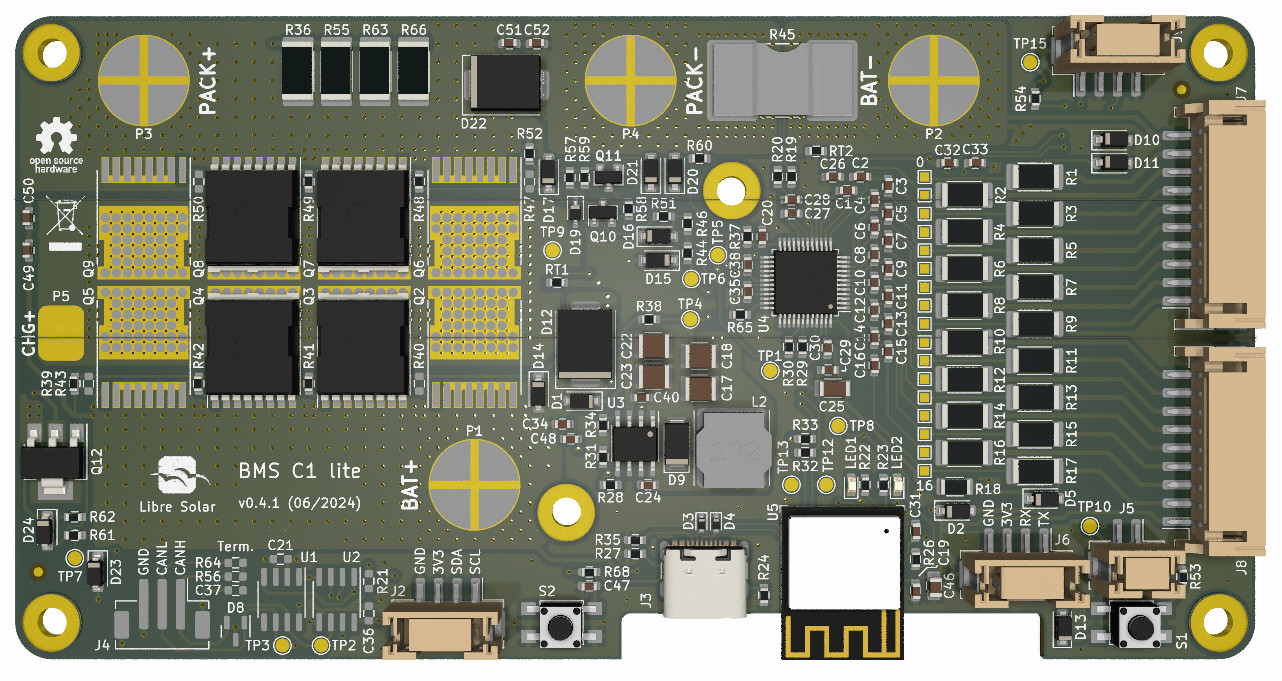 R36 R55 R63 R66
C51 C52
R45
TP15
J7
PACK+
PACK-
BAT-
R54
P3
D22
P4
P2
open source
hardware
R52
R57
R59
Q11
D21
R60
D20
R20
R19
RT2
C26 C2
C1
0
C32 C33
D10
D11
C50
C49
R50
R49
R48
R47
D17
D19
Q10
R58
R51
D16
D15
R46
R44
TP5
R37
C20
C28
C27
C3
C4
C5
C6
C7
C8
C9
C10
C11
C12
C13
C14
C15
C16
R2
R1
R4
R3
R6
R5
R8
R7
R10
R9
R12
R11
R14
R13
R16
R15
R17
TP9
RT1
TP6
C38
C35
R65
U4
Q9
Q8
Q7
Q6
Q5
Q4
Q3
Q2
P5
CHG+
R39
R43
R42
R41
R40
D12
D14
D1
R38
TP4
C22
C23
C18
C17
C40
TP1
R30
R29
C30
C29
C25
U3
L2
C34
C48
R34
R31
R28
C24
D9
R33
R32
TP8
TP13
TP12
LED1
R22
R23
LED2
16
R18
D5
D2
C31
Q12
Libre Solar
BMS C1 lite
v0.4.1 (06/2024)
P1
BAT+
D24
R62
R61
TP7
D23
GND
CANL
CANH
J4
Term.
R64
R56
C37
D8
C21
U1
U2
TP3
TP2
R21
C36
J2
GND
3V3
SDA
SCL
S2
R35
R27
R68
C47
D3
D4
J3
R24
U5
R26
C19
C46
GND
3V3
RX
TX
J6
TP10
J5
R53
D13
S1
J8